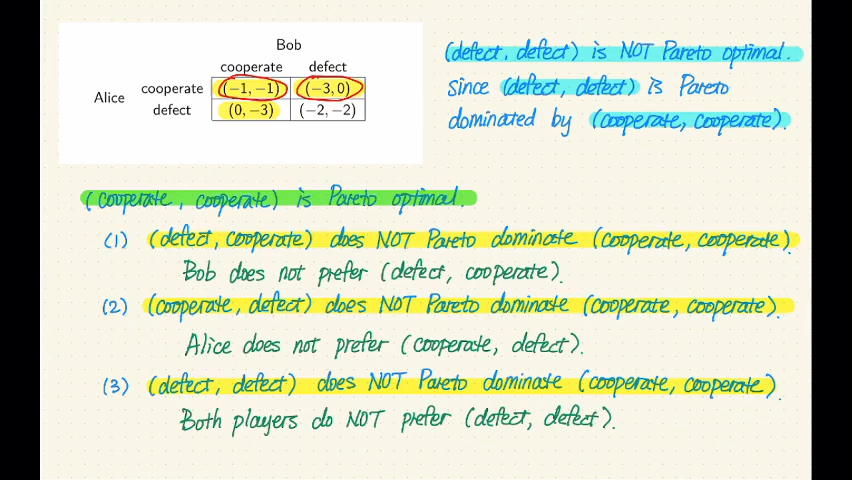 Bob
cooperate defect
Alice cooperate (−1, −1) (−3, 0)
defect (0, −3) (−2, −2)
(defect, defect) is NOT Pareto optimal.
since (defect, defect) is Pareto
dominated by (cooperate, cooperate).
(cooperate, cooperate) is Pareto optimal.
(1) (defect, cooperate) does NOT Pareto dominate (cooperate, cooperate).
Bob does not prefer (defect, cooperate).
(2) (cooperate, defect) does NOT Pareto dominate (cooperate, cooperate).
Alice does not prefer (cooperate, defect).
(3) (defect, defect) does NOT Pareto dominate (cooperate, cooperate).
Both players do NOT prefer (defect, defect).